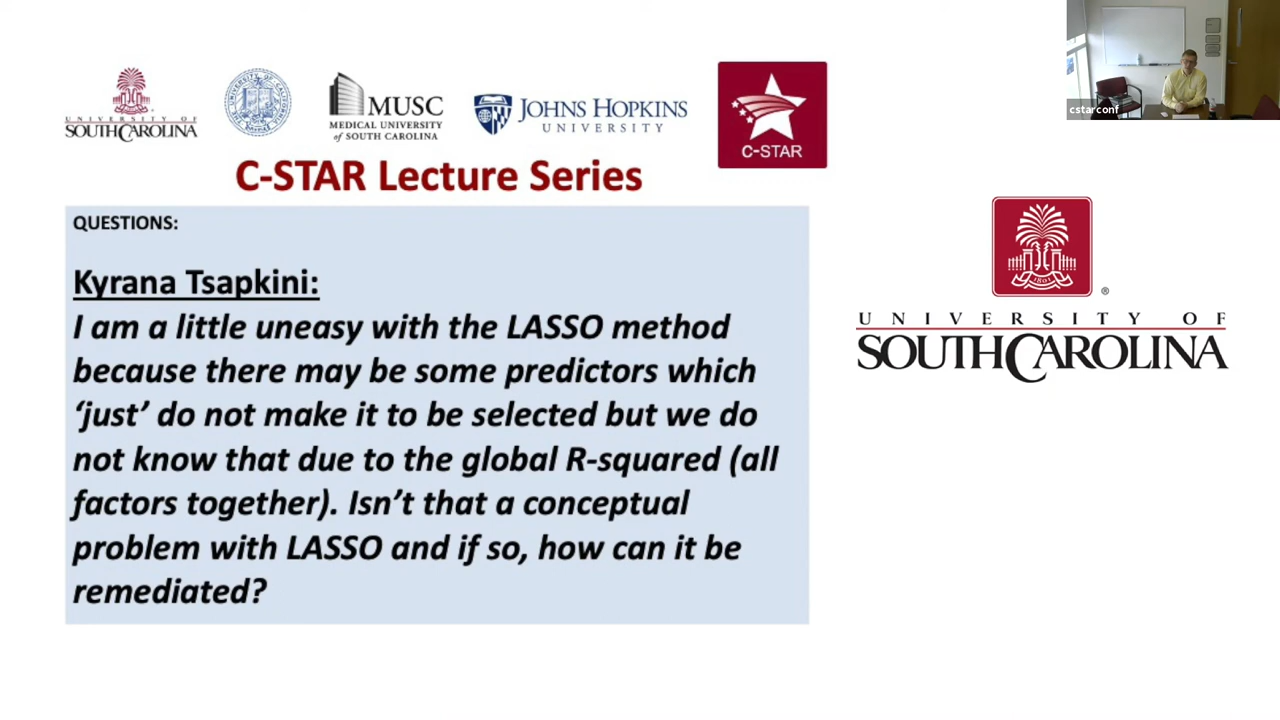 UNIVERSITY OF
SOUTH CAROLINA
MUSC
MEDICAL UNIVERSITY
of SOUTH CAROLINA
JOHNS HOPKINS
UNIVERSITY
C-STAR
cstarconf
C-STAR Lecture Series
QUESTIONS:
Kyrana Tsapkini:
I am a little uneasy with the LASSO method
because there may be some predictors which
‘just’ do not make it to be selected but we do
not know that due to the global R-squared (all
factors together). Isn’t that a conceptual
problem with LASSO and if so, how can it be
remediated?
1801
®
UNIVERSITY OF
SOUTH CAROLINA